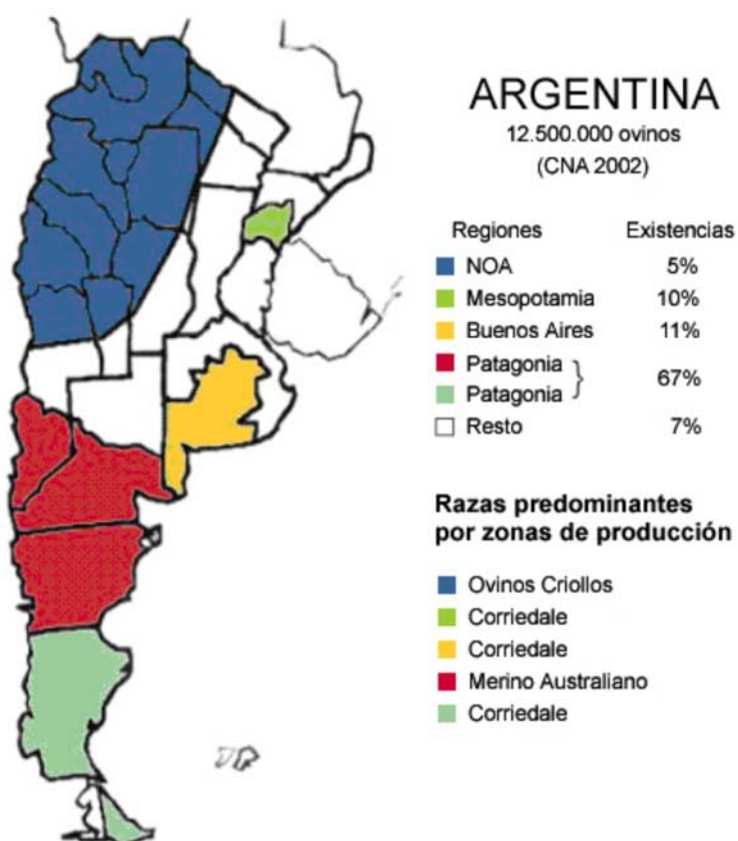 ARGENTINA
12.500.000 ovinos
(CNA 2002)
Regiones Existencias
NOA 5%
Mesopotamia 10%
Buenos Aires 11%
Patagonia
Patagonia } 67%
Resto 7%
Razas predominantes
por zonas de producción
Ovinos Criollos
Corriedale
Corriedale
Merino Australiano
Corriedale